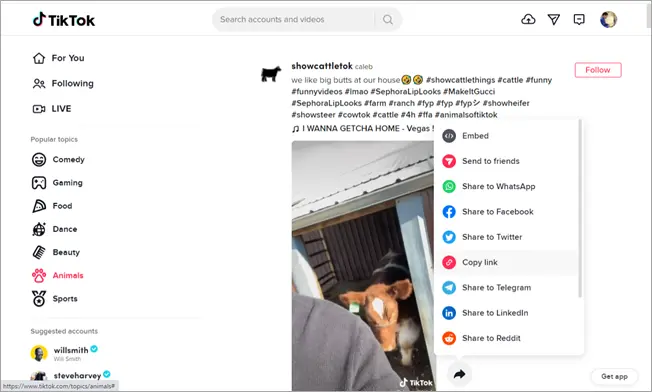 TikTok
Search accounts and videos
For You
Following
LIVE
Popular topics
Comedy
Gaming
Food
Dance
Beauty
Animals
Sports
Suggested accounts
willsmith
Will Smith
steveharvey
https://www.tiktok.com/topics/animals#
showcattletok caleb
Follow
we like big butts at our house🤪🤪 #showcattlethings #cattle #funny
#funnyvideos #lmao #SephoraLipLooks #MakeItGucci
#SephoraLipLooks #farm #ranch #fyp #fyp #fypシ #showheifer
#showsteer #cowtok #cattle #4h #ffa #animalsoftiktok
♫ I WANNA GETCHA HOME - Vegas !
Embed
Send to friends
Share to WhatsApp
Share to Facebook
Share to Twitter
Copy link
Share to Telegram
Share to LinkedIn
Share to Reddit
TikTok
Get app